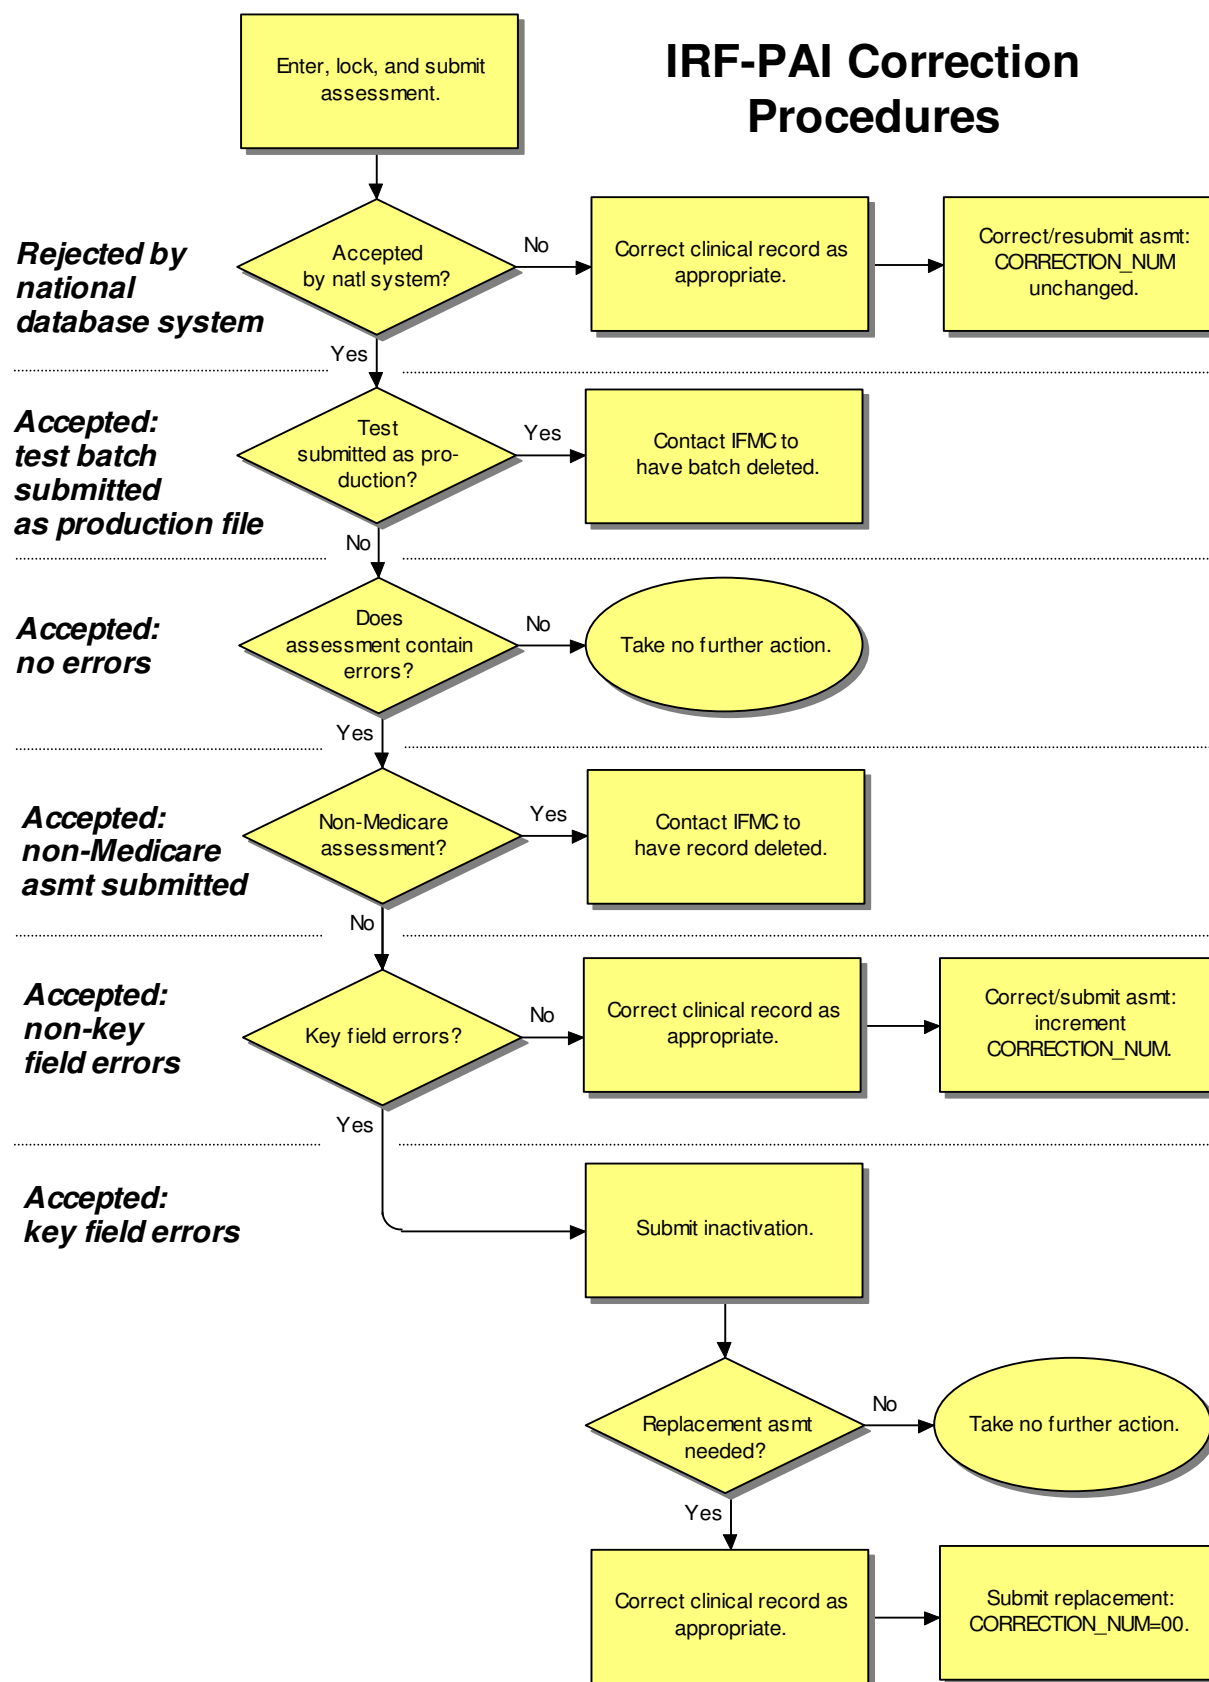 IRF-PAI Correction
Procedures
Enter, lock, and submit
assessment.
Rejected by
national
database system
Accepted
by natl system?
No
Correct clinical record as
appropriate.
Correct/resubmit asmt:
CORRECTION_NUM
unchanged.
Yes
Accepted:
test batch
submitted
as production file
Test
submitted as pro-
duction?
Yes
Contact IFMC to
have batch deleted.
No
Accepted:
no errors
Does
assessment contain
errors?
No
Take no further action.
Yes
Accepted:
non-Medicare
asmt submitted
Non-Medicare
assessment?
Yes
Contact IFMC to
have record deleted.
No
Accepted:
non-key
field errors
Key field errors?
No
Correct clinical record as
appropriate.
Correct/submit asmt:
increment
CORRECTION_NUM.
Yes
Accepted:
key field errors
Submit inactivation.
Replacement asmt
needed?
No
Take no further action.
Yes
Correct clinical record as
appropriate.
Submit replacement:
CORRECTION_NUM=00.